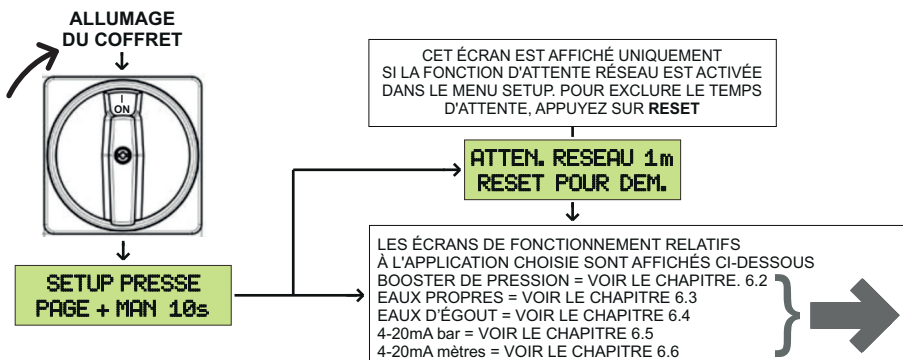 ALLUMAGE
DU COFFRET
I
ON
SETUP PRESSE
PAGE + MAN 10s
CET ÉCRAN EST AFFICHÉ UNIQUEMENT
SI LA FONCTION D'ATTENTE RÉSEAU EST ACTIVÉE
DANS LE MENU SETUP. POUR EXCLURE LE TEMPS
D'ATTENTE, APPUYEZ SUR RESET
ATTEN. RESEAU 1m
RESET POUR DEM.
LES ÉCRANS DE FONCTIONNEMENT RELATIFS
À L'APPLICATION CHOISIE SONT AFFICHÉS CI-DESSOUS
BOOSTER DE PRESSION = VOIR LE CHAPITRE. 6.2
EAUX PROPRES = VOIR LE CHAPITRE 6.3
EAUX D'ÉGOUT = VOIR LE CHAPITRE 6.4
4-20mA bar = VOIR LE CHAPITRE 6.5
4-20mA mètres = VOIR LE CHAPITRE 6.6